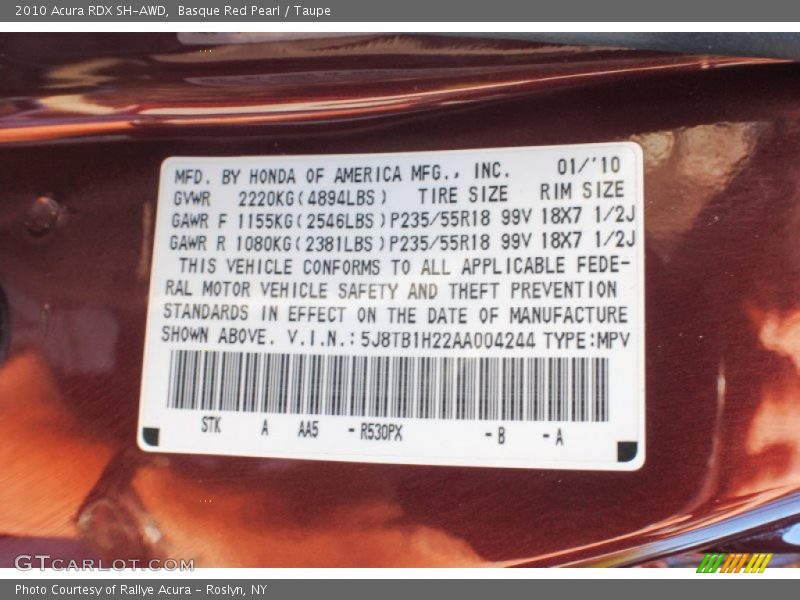 2010 Acura RDX SH-AWD,  Basque Red Pearl / Taupe
MFD. BY HONDA OF AMERICA MFG., INC. 01/'10
GVWR 2220KG(4894LBS) TIRE SIZE RIM SIZE
GAWR F 1155KG(2546LBS)P235/55R18 99V 18X7 1/2J
GAWR R 1080KG(2381LBS)P235/55R18 99V 18X7 1/2J
THIS VEHICLE CONFORMS TO ALL APPLICABLE FEDE-
RAL MOTOR VEHICLE SAFETY AND THEFT PREVENTION
STANDARDS IN EFFECT ON THE DATE OF MANUFACTURE
SHOWN ABOVE. V.I.N.:5J8TB1H22AA004244 TYPE:MPV
STK A AA5 -R530PX -B -A
GTCARLOT.COM
Photo Courtesy of Rallye Acura - Roslyn, NY